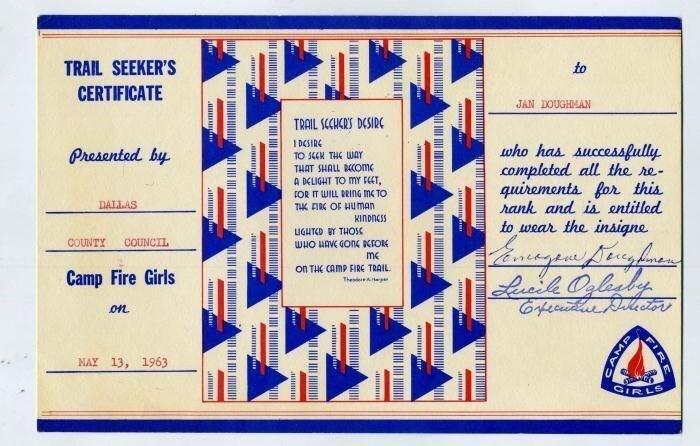 TRAIL SEEKER'S
CERTIFICATE
Presented by
DALLAS
COUNTY COUNCIL
Camp Fire Girls
on
MAY 13, 1963
TRAIL SEEKER'S DESIRE
I DESIRE
TO SEEK THE WAY
THAT SHALL BECOME
A DELIGHT TO MY FEET,
FOR IT WILL BRING ME TO
THE FIRE OF HUMAN
KINDNESS
LIGHTED BY THOSE
WHO HAVE GONE BEFORE
ME
ON THE CAMP FIRE TRAIL.
Theodore A. Harper
to
JAN DOUGHMAN
who has successfully
completed all the re-
quirements for this
rank and is entitled
to wear the insigne
Emogene Doughman
Lucile Oglesby
Executive Director
CAMP FIRE
GIRLS